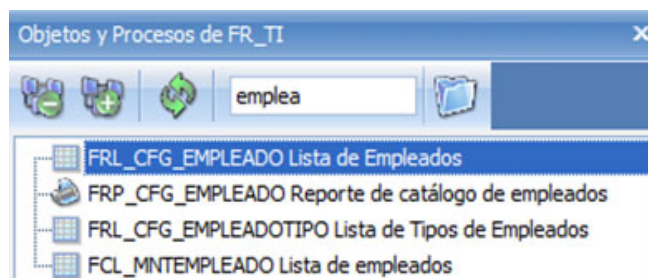 Objetos y Procesos de FR_TI
emplea
FRL_CFG_EMPLEADO Lista de Empleados
FRP_CFG_EMPLEADO Reporte de catálogo de empleados
FRL_CFG_EMPLEADOTIPO Lista de Tipos de Empleados
FCL_MNTEMPLEADO Lista de empleados